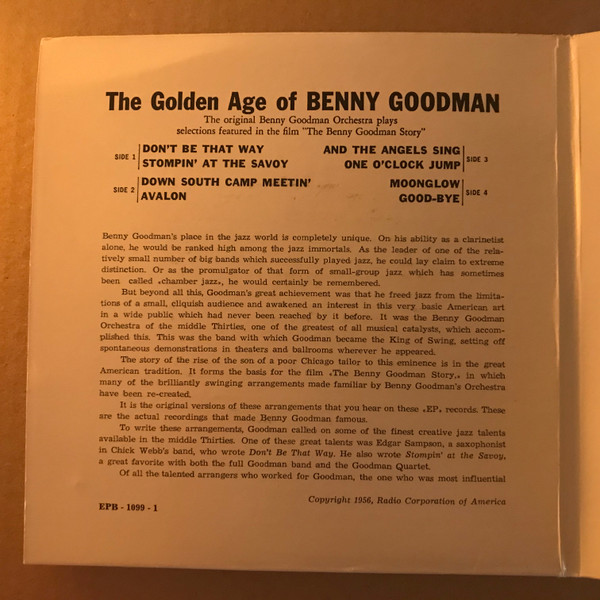 The Golden Age of BENNY GOODMAN
The original Benny Goodman Orchestra plays
selections featured in the film "The Benny Goodman Story"
SIDE 1
DON'T BE THAT WAY
STOMPIN' AT THE SAVOY
AND THE ANGELS SING
ONE O'CLOCK JUMP
SIDE 3
SIDE 2
DOWN SOUTH CAMP MEETIN'
AVALON
MOONGLOW
GOOD-BYE
SIDE 4
Benny Goodman's place in the jazz world is completely unique. On his ability as a clarinetist
alone, he would be ranked high among the jazz immortals. As the leader of one of the rela-
tively small number of big bands which successfully played jazz, he could lay claim to extreme
distinction. Or as the promulgator of that form of small-group jazz which has sometimes
been called „chamber jazz„, he would certainly be remembered.
But beyond all this, Goodman's great achievement was that he freed jazz from the limita-
tions of a small, cliquish audience and awakened an interest in this very basic American art
in a wide public which had never been reached by it before. It was the Benny Goodman
Orchestra of the middle Thirties, one of the greatest of all musical catalysts, which accom-
plished this. This was the band with which Goodman became the King of Swing, setting off
spontaneous demonstrations in theaters and ballrooms wherever he appeared.
The story of the rise of the son of a poor Chicago tailor to this eminence is in the great
American tradition. It forms the basis for the film „The Benny Goodman Story„, in which
many of the brilliantly swinging arrangements made familiar by Benny Goodman's Orchestra
have been re-created.
It is the original versions of these arrangements that you hear on these „EP„ records. These
are the actual recordings that made Benny Goodman famous.
To write these arrangements, Goodman called on some of the finest creative jazz talents
available in the middle Thirties. One of these great talents was Edgar Sampson, a saxophonist
in Chick Webb's band, who wrote Don't Be That Way. He also wrote Stompin' at the Savoy,
a great favorite with both the full Goodman band and the Goodman Quartet.
Of all the talented arrangers who worked for Goodman, the one who was most influential
Copyright 1956, Radio Corporation of America
EPB - 1099 - 1